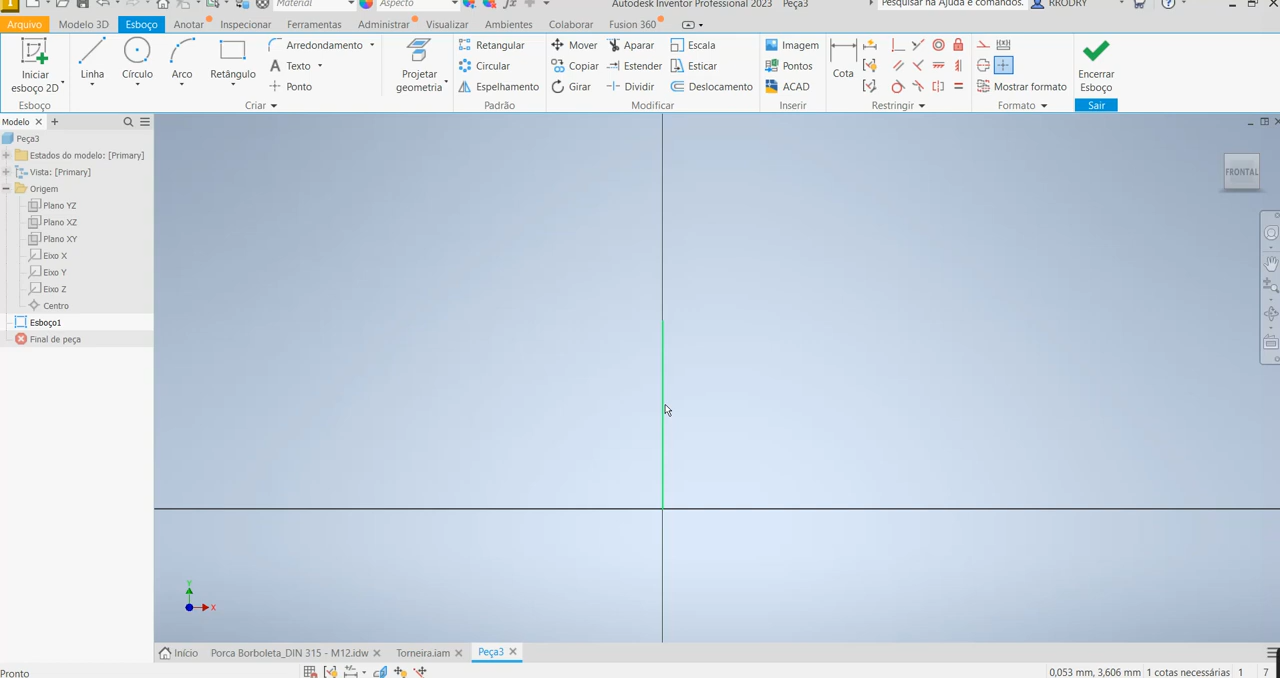 Material Aspecto Autodesk Inventor Professional 2023 Peça3 Pesquisar na Ajuda e comandos. RRODRY
Arquivo Modelo 3D Esboço Anotar Inspecionar Ferramentas Administrar Visualizar Ambientes Colaborar Fusion 360
Iniciar esboço 2D
Esboço
Linha Círculo Arco Retângulo
Arredondamento
Texto
Ponto
Criar
Projetar geometria
Retangular
Circular
Espelhamento
Padrão
Mover Aparar Escala
Copiar Estender Esticar
Girar Dividir Deslocamento
Modificar
Imagem
Pontos
ACAD
Inserir
Cota
Restringir
Mostrar formato
Formato
Encerrar Esboço
Sair
Modelo
Peça3
Estados do modelo: [Primary]
Vista: [Primary]
Origem
Plano YZ
Plano XZ
Plano XY
Eixo X
Eixo Y
Eixo Z
Centro
Esboço1
Final de peça
FRONTAL
Y
X
Início Porca Borboleta_DIN 315 - M12.idw Torneira.iam Peça3
Pronto 0,053 mm, 3,606 mm 1 cotas necessárias 1 7